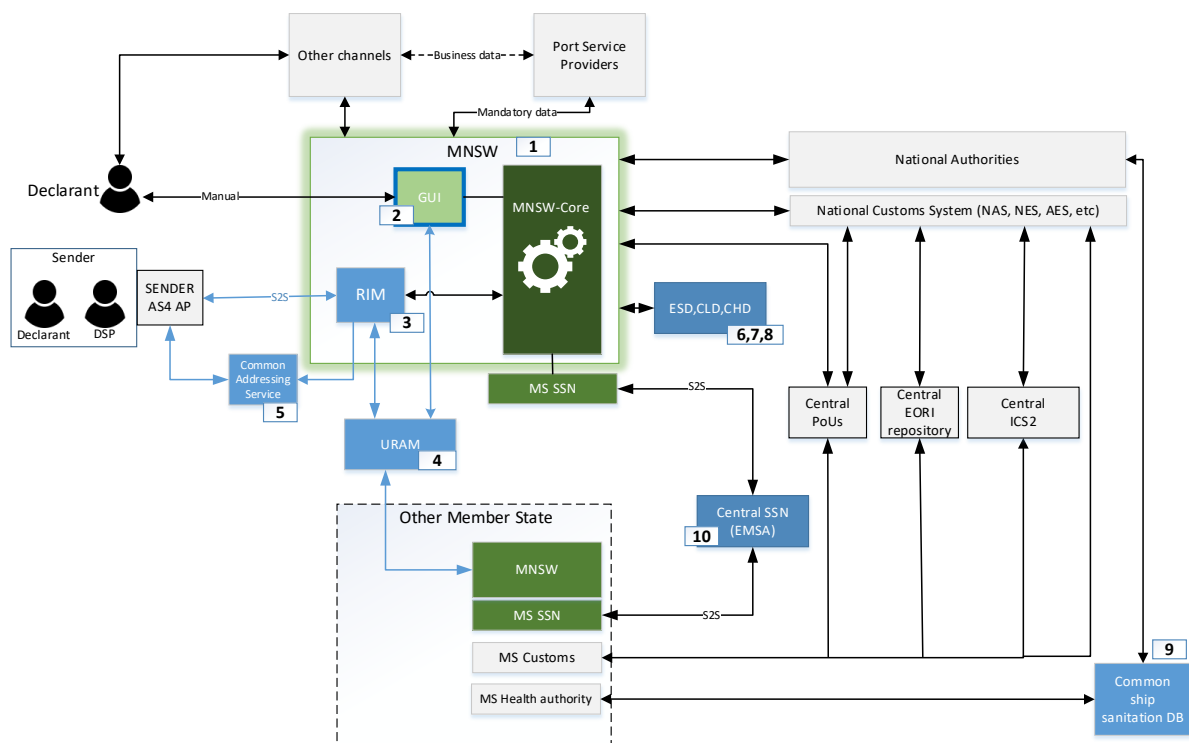 Other channels
Business data
Port Service
Providers
Mandatory data
1
MNSW
National Authorities
Declarant
Manual
GUI
2
MNSW-Core
National Customs System (NAS, NES, AES, etc)
Sender
Declarant
DSP
SENDER
AS4 AP
S2S
RIM
3
ESD,CLD,CHD
6,7,8
Common
Addressing
Service
5
MS SSN
S2S
Central
PoUs
Central
EORI
repository
Central
ICS2
URAM
4
Central SSN
(EMSA)
10
Other Member State
MNSW
MS SSN
S2S
MS Customs
MS Health authority
9
Common
ship
sanitation DB